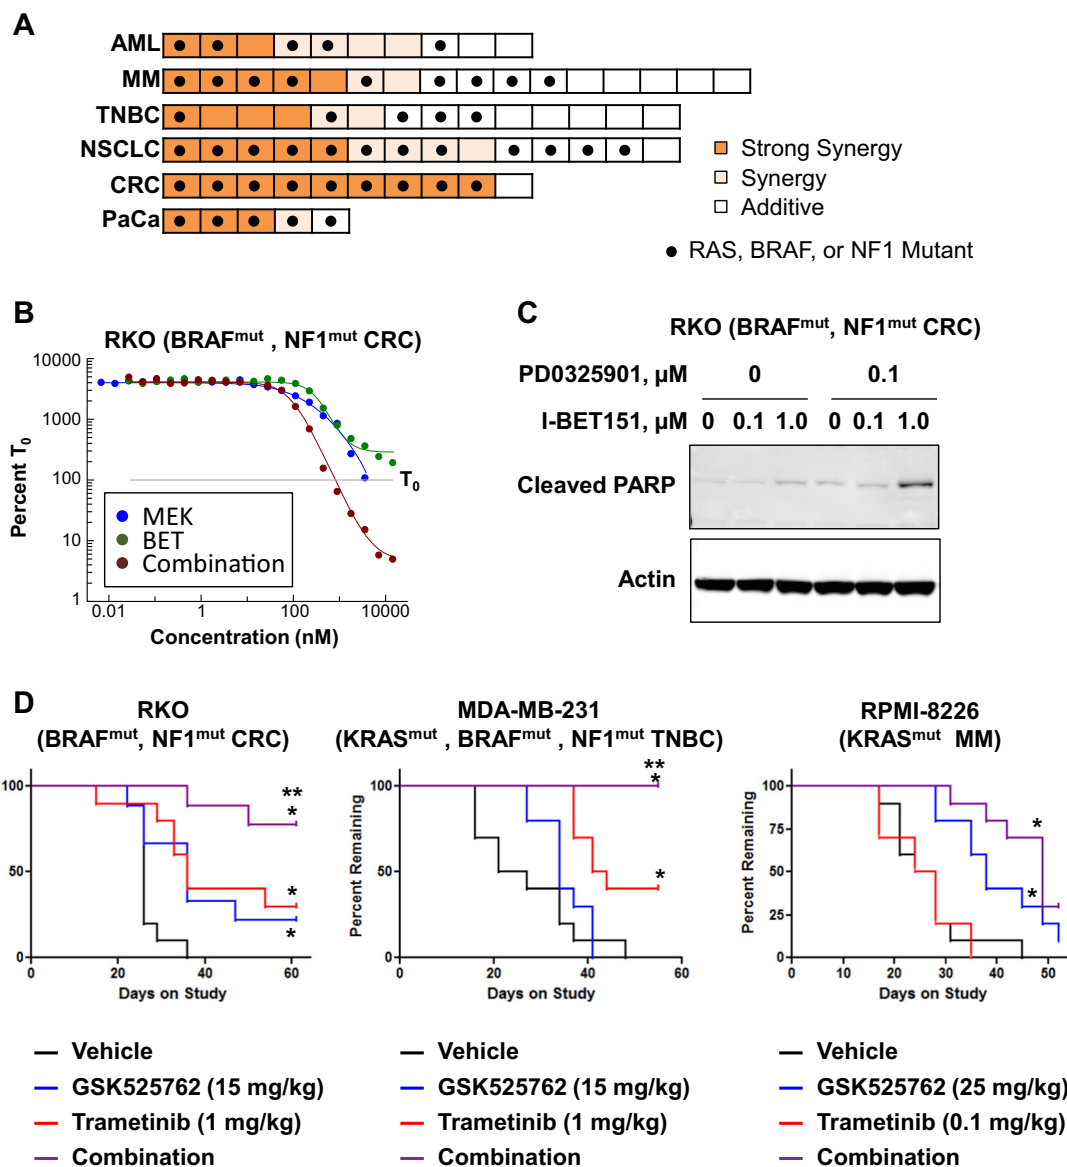 A
AML
MM
TNBC
NSCLC
CRC
PaCa
Strong Synergy
Synergy
Additive
● RAS, BRAF, or NF1 Mutant
B
RKO (BRAFmut , NF1mut CRC)
Percent T0
10000
1000
100
10
1
T0
MEK
BET
Combination
0.01 1 100 10000
Concentration (nM)
C
RKO (BRAFmut, NF1mut CRC)
PD0325901, µM 0 0.1
I-BET151, µM 0 0.1 1.0 0 0.1 1.0
Cleaved PARP
Actin
D
RKO
(BRAFmut, NF1mut CRC)
100
50
0
** 
*
*
*
0 20 40 60
Days on Study
Vehicle
GSK525762 (15 mg/kg)
Trametinib (1 mg/kg)
Combination
MDA-MB-231
(KRASmut , BRAFmut , NF1mut TNBC)
Percent Remaining
100
50
0
**
*
*
0 20 40 60
Days on Study
Vehicle
GSK525762 (15 mg/kg)
Trametinib (1 mg/kg)
Combination
RPMI-8226
(KRASmut MM)
Percent Remaining
100
75
50
25
0
*
*
0 10 20 30 40 50
Days on Study
Vehicle
GSK525762 (25 mg/kg)
Trametinib (0.1 mg/kg)
Combination